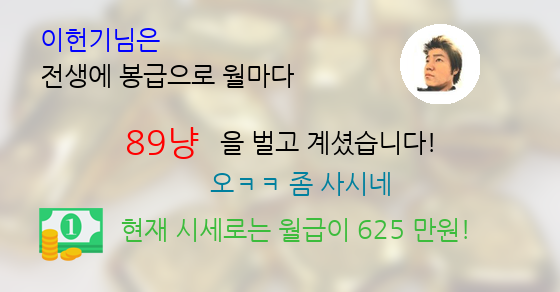 이헌기님은
전생에 봉급으로 월마다
89냥 을 벌고 계셨습니다!
오ㅋㅋ 좀 사시네
1
현재 시세로는 월급이 625 만원!